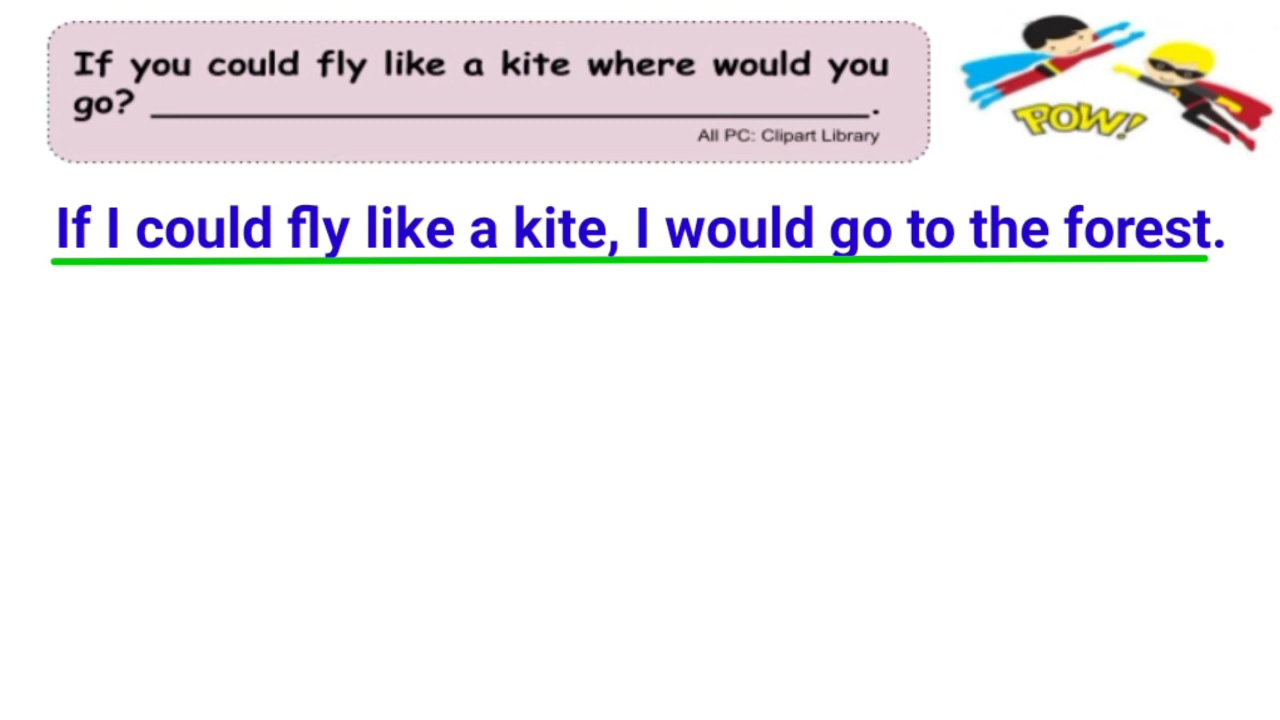 If you could fly like a kite where would you
go? ______________________________.
All PC: Clipart Library
POW!
If I could fly like a kite, I would go to the forest.